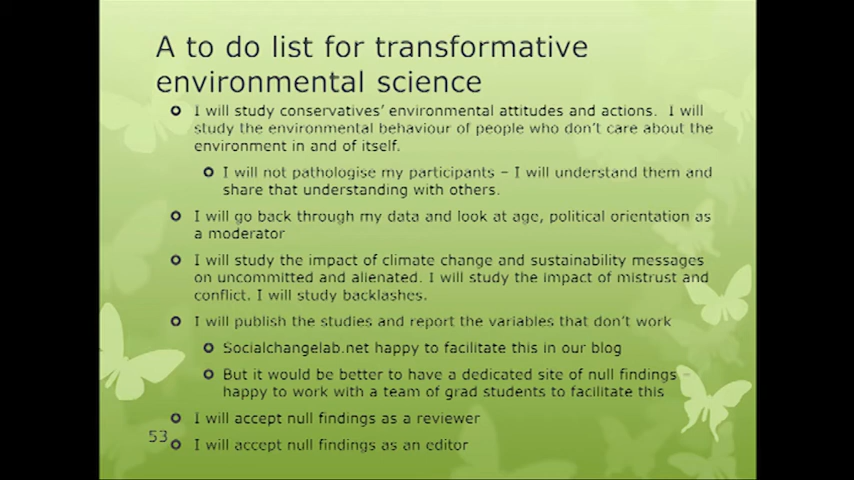 A to do list for transformative
environmental science
I will study conservatives' environmental attitudes and actions. I will
study the environmental behaviour of people who don't care about the
environment in and of itself.
I will not pathologise my participants – I will understand them and
share that understanding with others.
I will go back through my data and look at age, political orientation as
a moderator
I will study the impact of climate change and sustainability messages
on uncommitted and alienated. I will study the impact of mistrust and
conflict. I will study backlashes.
I will publish the studies and report the variables that don't work
Socialchangelab.net happy to facilitate this in our blog
But it would be better to have a dedicated site of null findings –
happy to work with a team of grad students to facilitate this
I will accept null findings as a reviewer
53
I will accept null findings as an editor